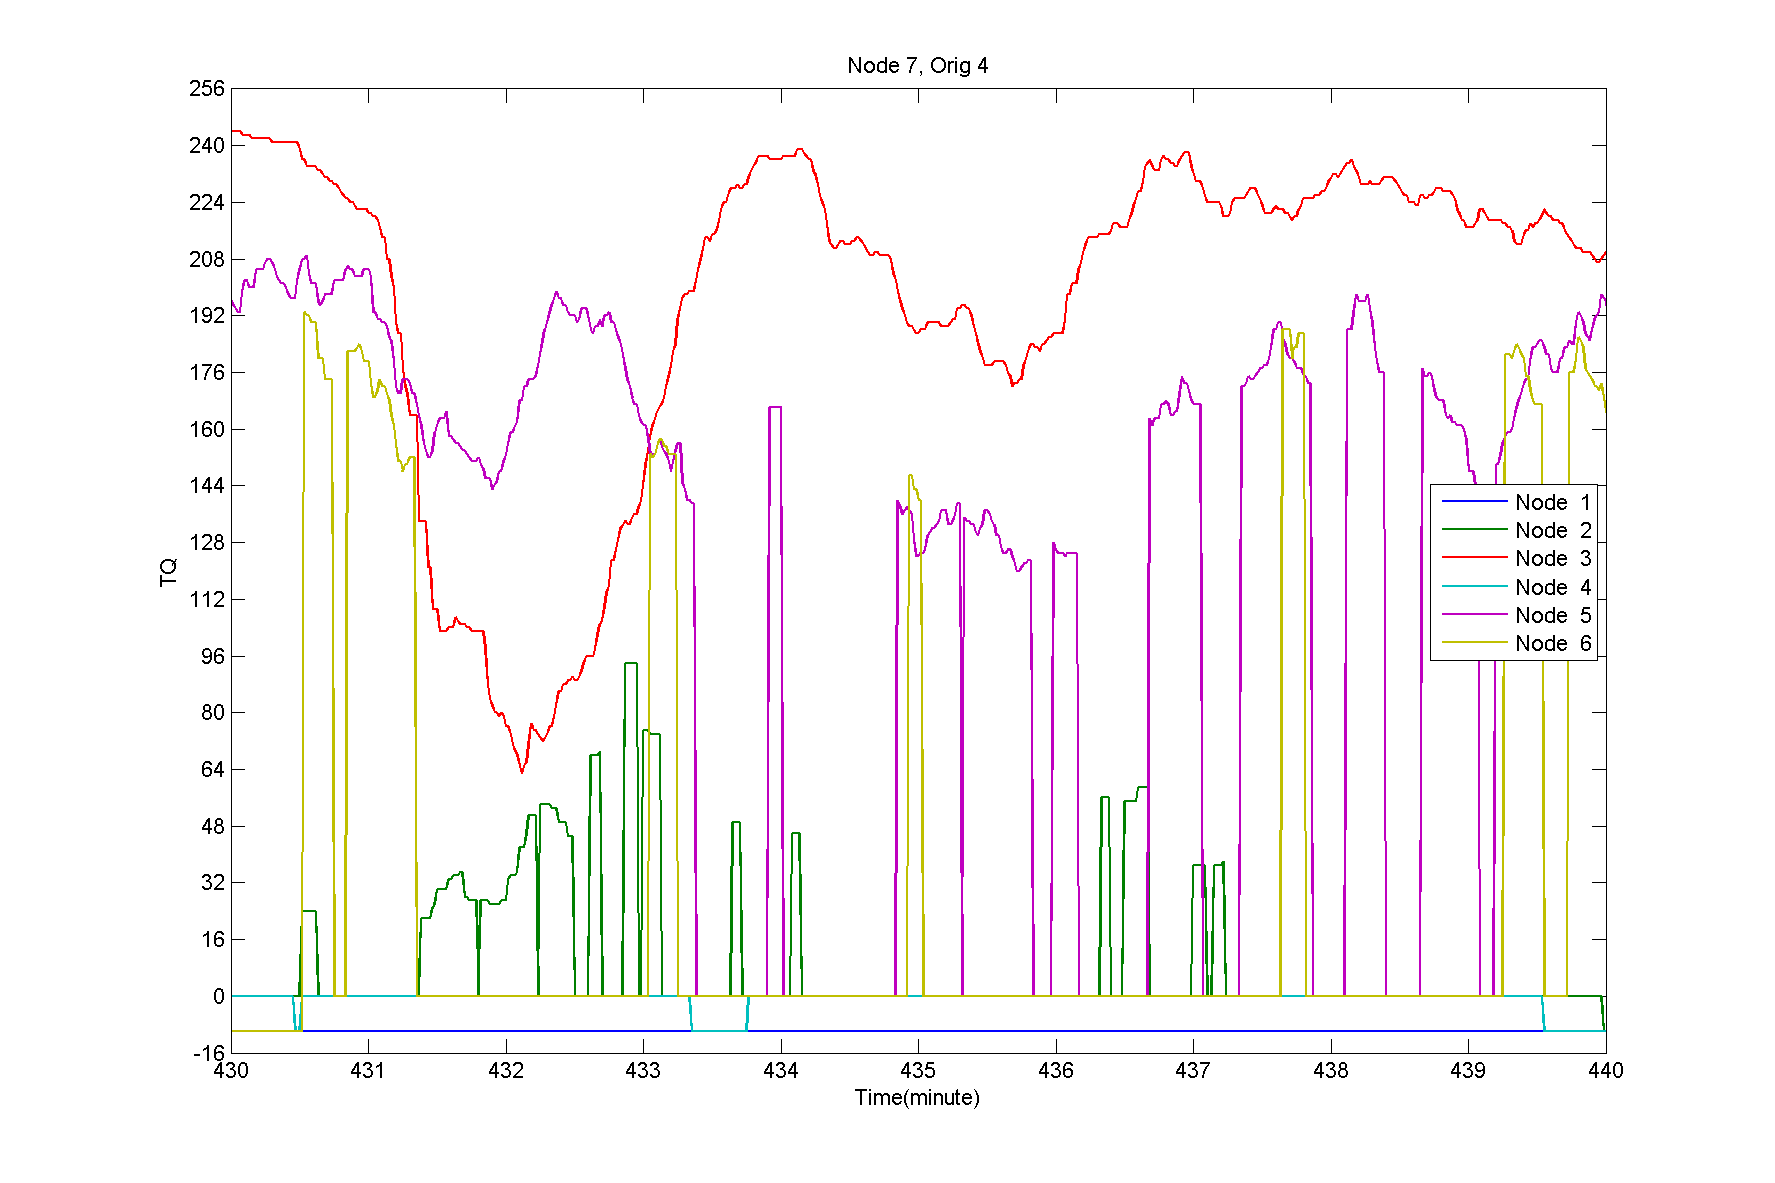 Node 7, Orig 4
256
240
224
208
192
176
160
144
128
112
96
80
64
48
32
16
0
-16
TQ
Node 1
Node 2
Node 3
Node 4
Node 5
Node 6
430 431 432 433 434 435 436 437 438 439 440
Time(minute)